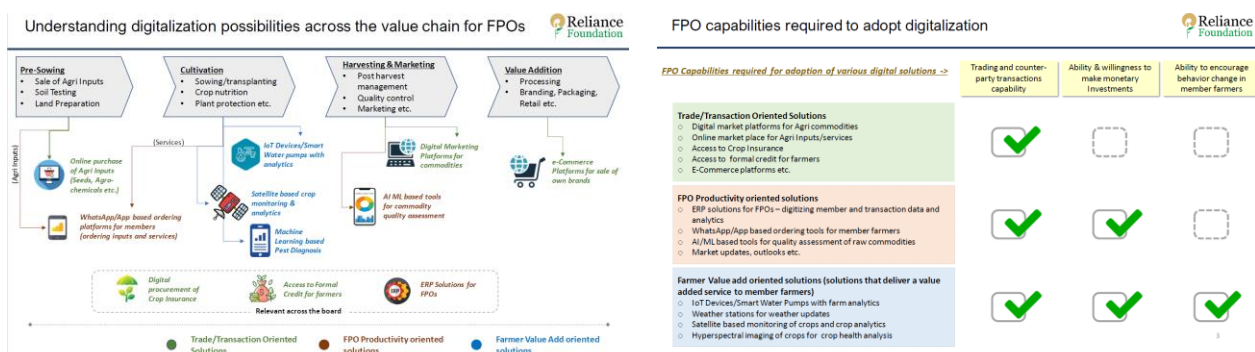 Understanding digitalization possibilities across the value chain for FPOs
Reliance
Foundation
Pre-Sowing
• Sale of Agri Inputs
• Soil Testing
• Land Preparation
Cultivation
• Sowing/transplanting
• Crop nutrition
• Plant protection etc.
Harvesting & Marketing
• Post harvest
management
• Quality control
• Marketing etc.
Value Addition
• Processing
• Branding, Packaging,
Retail etc.
(Agri Inputs)
Online purchase
of Agri Inputs
(Seeds, Agro-
chemicals etc.)
(Services)
WhatsApp/App based ordering
platforms for members
(ordering inputs and services)
IoT Devices/Smart
Water pumps with
analytics
Satellite based crop
monitoring &
analytics
Machine
Learning based
Pest Diagnosis
Digital Marketing
Platforms for
commodities
AI ML based tools
for commodity
quality assessment
e-Commerce
Platforms for sale of
own brands
Digital
procurement of
Crop Insurance
Access to Formal
Credit for farmers
ERP Solutions for
FPOs
Relevant across the board
Trade/Transaction Oriented
Solutions
FPO Productivity oriented
solutions
Farmer Value Add oriented
solutions
FPO capabilities required to adopt digitalization
Reliance
Foundation
FPO Capabilities required for adoption of various digital solutions ->
Trading and counter-
party transactions
capability
Ability & willingness to
make monetary
Investments
Ability to encourage
behavior change in
member farmers
Trade/Transaction Oriented Solutions
o Digital market platforms for Agri commodities
o Online market place for Agri Inputs/services
o Access to Crop Insurance
o Access to formal credit for farmers
o E-Commerce platforms etc.
FPO Productivity oriented solutions
o ERP solutions for FPOs – digitizing member and transaction data and
analytics
o WhatsApp/App based ordering tools for member farmers
o AI/ML based tools for quality assessment of raw commodities
o Market updates, outlooks etc.
Farmer Value add oriented solutions (solutions that deliver a value
added service to member farmers)
o IoT Devices/Smart Water Pumps with farm analytics
o Weather stations for weather updates
o Satellite based monitoring of crops and crop analytics
o Hyperspectral imaging of crops for crop health analysis
3